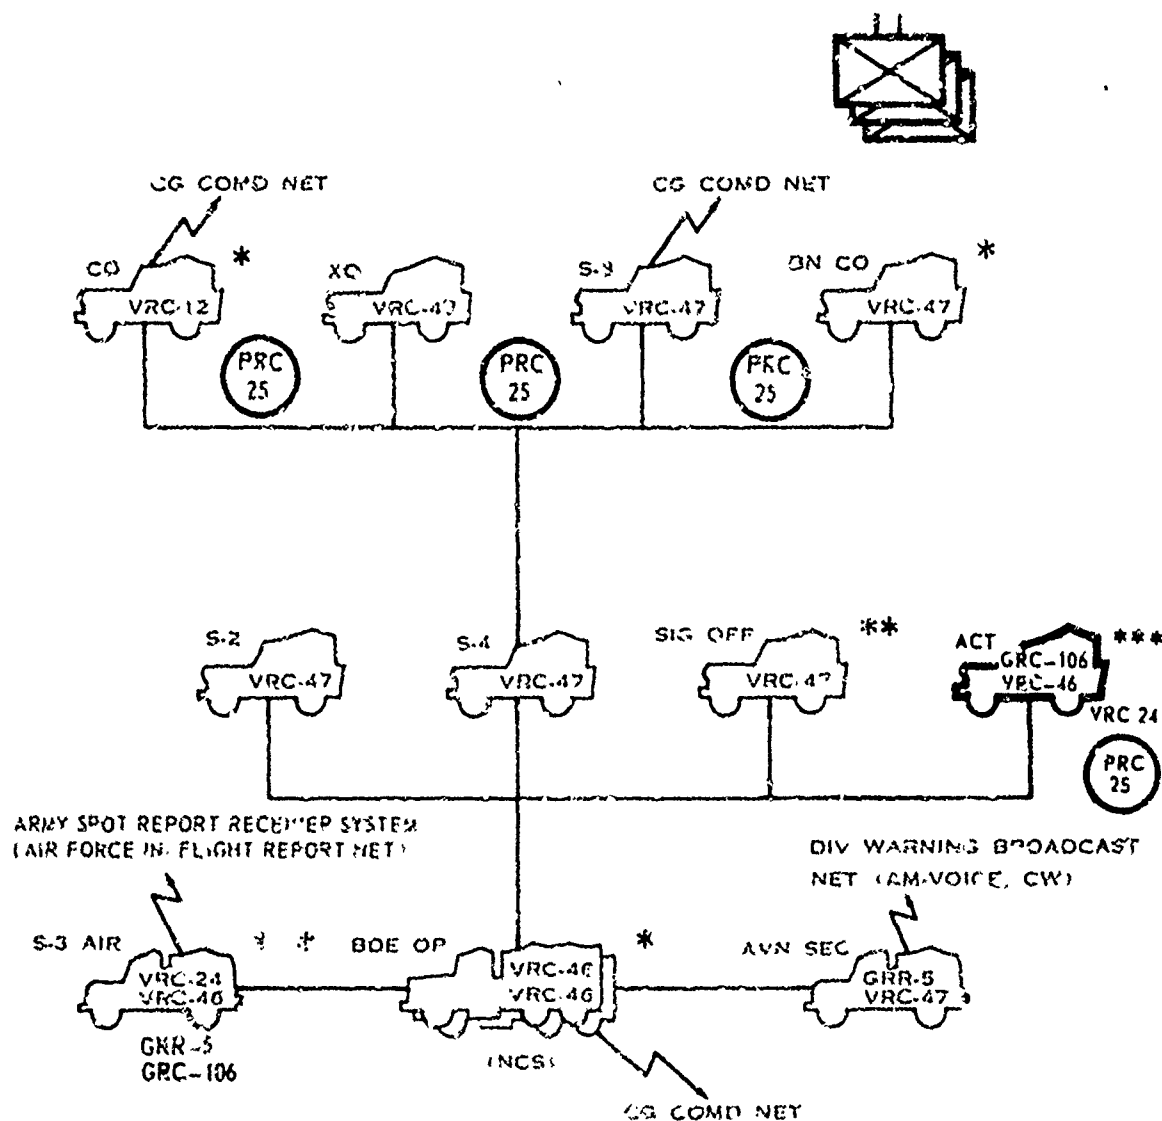 CG COMD NET
CG COMD NET
CO
*
XO
BN CO
*
VRC-12
VRC-47
VRC-47
PRC
25
PRC
25
PRC
25
S-2
S-4
SIG OFF
**
ACT
***
GRC-106
VRC-46
VRC-47
VRC-47
VRC-47
VRC 24
PRC
25
ARMY SPOT REPORT RECEIVER SYSTEM
(AIR FORCE IN-FLIGHT REPORT NET)
DIV WARNING BROADCAST
NET (AM-VOICE, CW)
S-3 AIR
* *
BDE OP
*
AVN SEC
VRC-24
VRC-46
VRC-46
VRC-46
GRR-5
VRC-47
GRR-5
GRC-106
(NCS)
CG COMD NET